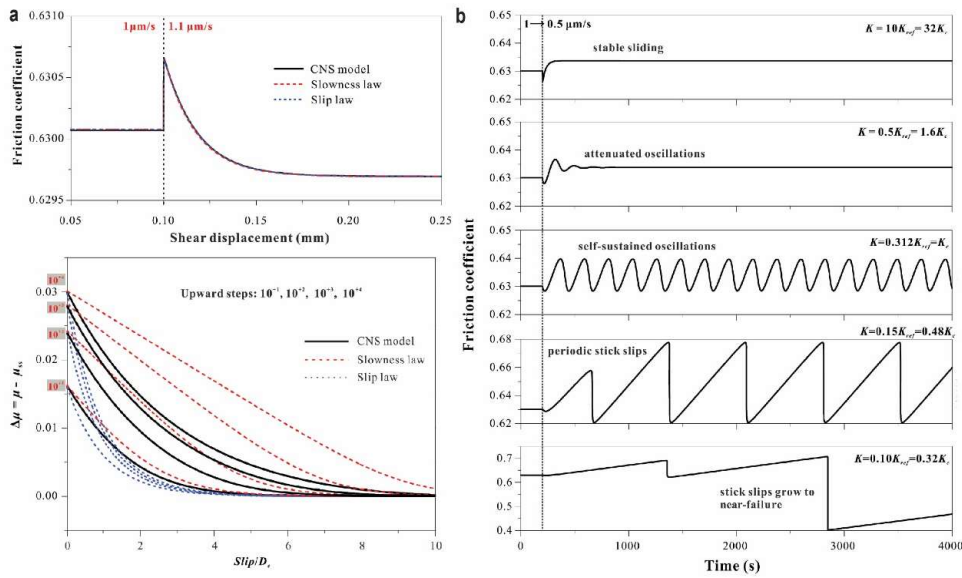 a
0.6310
1μm/s
1.1 μm/s
0.6305
0.6300
0.6295
Friction coefficient
CNS model
Slowness law
Slip law
0.05
0.10
0.15
0.20
0.25
Shear displacement (mm)
0.03
0.02
0.01
0.00
Δμ = μ - μss
Upward steps: 10⁺¹, 10⁺², 10⁺³, 10⁺⁴
CNS model
Slowness law
Slip law
0
2
4
6
8
10
b
Friction coefficient
1→0.5 μm/s
K = 10Kref = 32Kc
stable sliding
0.65
0.64
0.63
0.62
K = 0.5Kref = 1.6Kc
attenuated oscillations
0.65
0.63
0.62
K=0.312Kref=Kc
self-sustained oscillations
0.65
0.64
0.63
0.62
K=0.15Kref=0.48Kc
periodic stick slips
0.68
0.66
0.64
0.62
K=0.10Kref=0.32Kc
stick slips grow to
near-failure
0.7
0.6
0.5
0.4
0
1000
2000
3000
4000
Time (s)